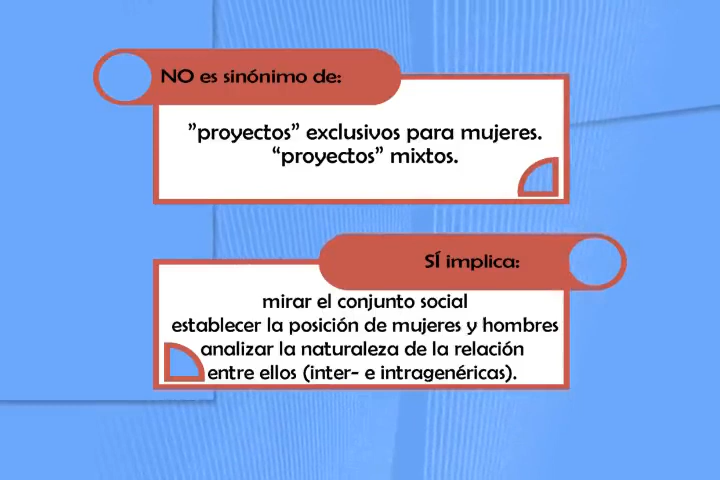 NO es sinónimo de:
”proyectos” exclusivos para mujeres.
“proyectos” mixtos.
SÍ implica:
mirar el conjunto social
establecer la posición de mujeres y hombres
analizar la naturaleza de la relación
entre ellos (inter- e intragenéricas).